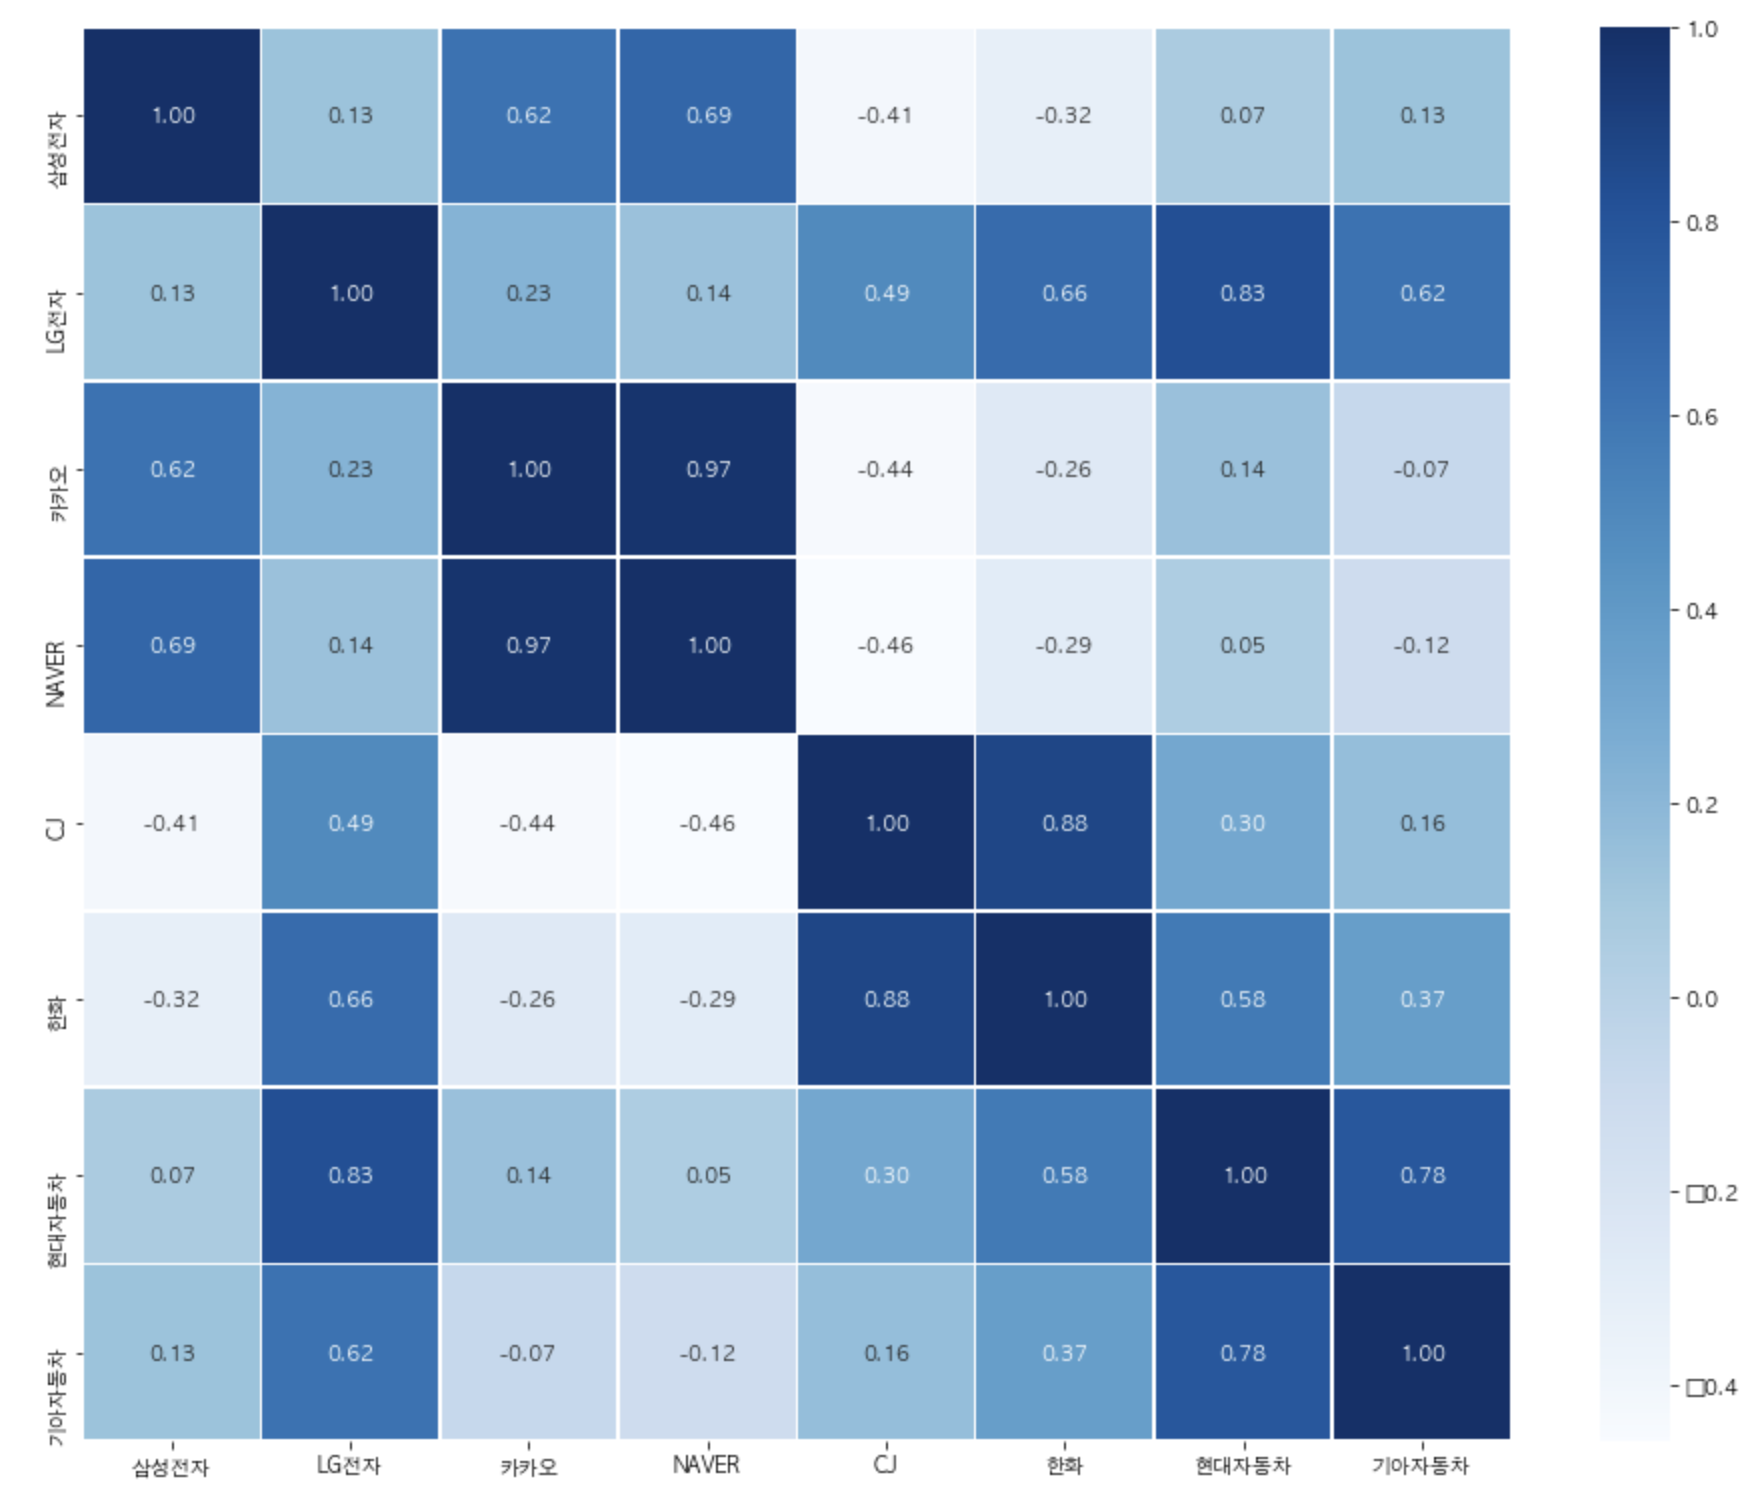 삼성전자 1.00 0.13 0.62 0.69 -0.41 -0.32 0.07 0.13
LG전자 0.13 1.00 0.23 0.14 0.49 0.66 0.83 0.62
카카오 0.62 0.23 1.00 0.97 -0.44 -0.26 0.14 -0.07
NAVER 0.69 0.14 0.97 1.00 -0.46 -0.29 0.05 -0.12
CJ -0.41 0.49 -0.44 -0.46 1.00 0.88 0.30 0.16
한화 -0.32 0.66 -0.26 -0.29 0.88 1.00 0.58 0.37
현대자동차 0.07 0.83 0.14 0.05 0.30 0.58 1.00 0.78
기아자동차 0.13 0.62 -0.07 -0.12 0.16 0.37 0.78 1.00
삼성전자 LG전자 카카오 NAVER CJ 한화 현대자동차 기아자동차
1.0
0.8
0.6
0.4
0.2
0.0
□0.2
□0.4